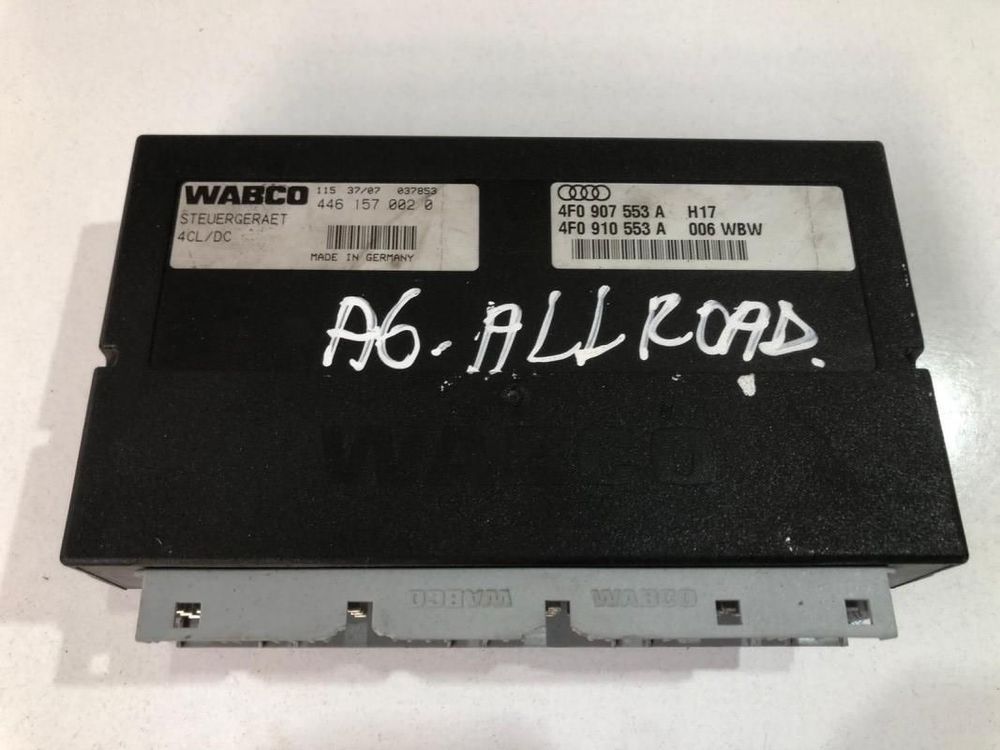 WABCO 115 37/07 037853
446 157 002 0
STEUERGERAET
4CL/DC
MADE IN GERMANY
4F0 907 553 A H17
4F0 910 553 A 006 WBW
A6-ALLROAD.
WABCO
WABCO WABCO